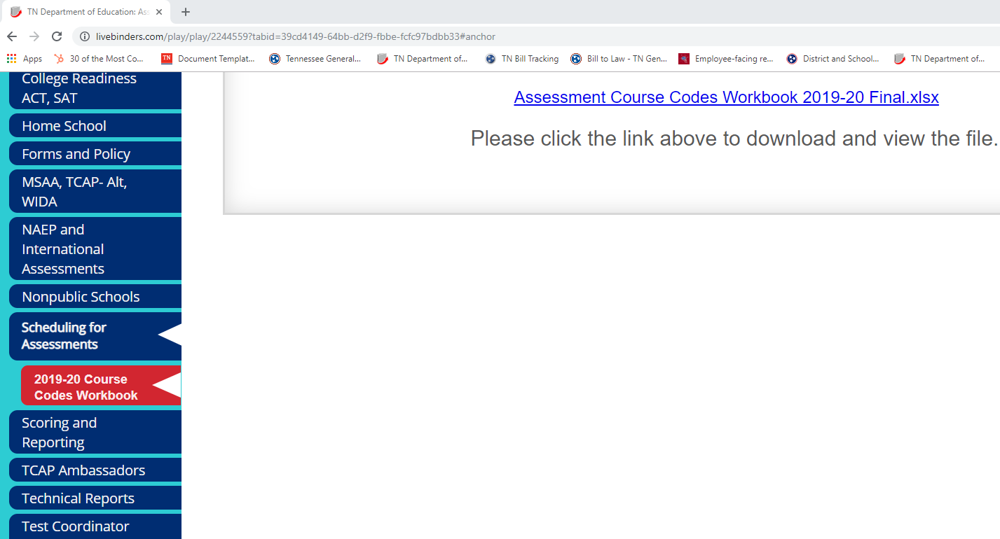 TN Department of Education: Ass
livebinders.com/play/play/2244559?tabid=39cd4149-64bb-d2f9-fbbe-fcfc97bdbb33#anchor
Apps 30 of the Most Co... TN Document Templat... Tennessee General... TN Department of... TN Bill Tracking Bill to Law - TN Gen... Employee-facing re... District and School... TN Department of...
College Readiness
ACT, SAT
Home School
Forms and Policy
MSAA, TCAP- Alt,
WIDA
NAEP and
International
Assessments
Nonpublic Schools
Scheduling for
Assessments
2019-20 Course
Codes Workbook
Scoring and
Reporting
TCAP Ambassadors
Technical Reports
Test Coordinator
Assessment Course Codes Workbook 2019-20 Final.xlsx
Please click the link above to download and view the file.